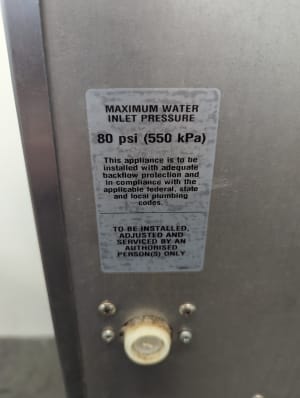 MAXIMUM WATER
INLET PRESSURE
80 psi (550 kPa)
This appliance is to be
installed with adequate
backflow protection and
in compliance with the
applicable federal, state
and local plumbing
codes.
TO BE INSTALLED,
ADJUSTED AND
SERVICED BY AN
AUTHORISED
PERSON(S) ONLY